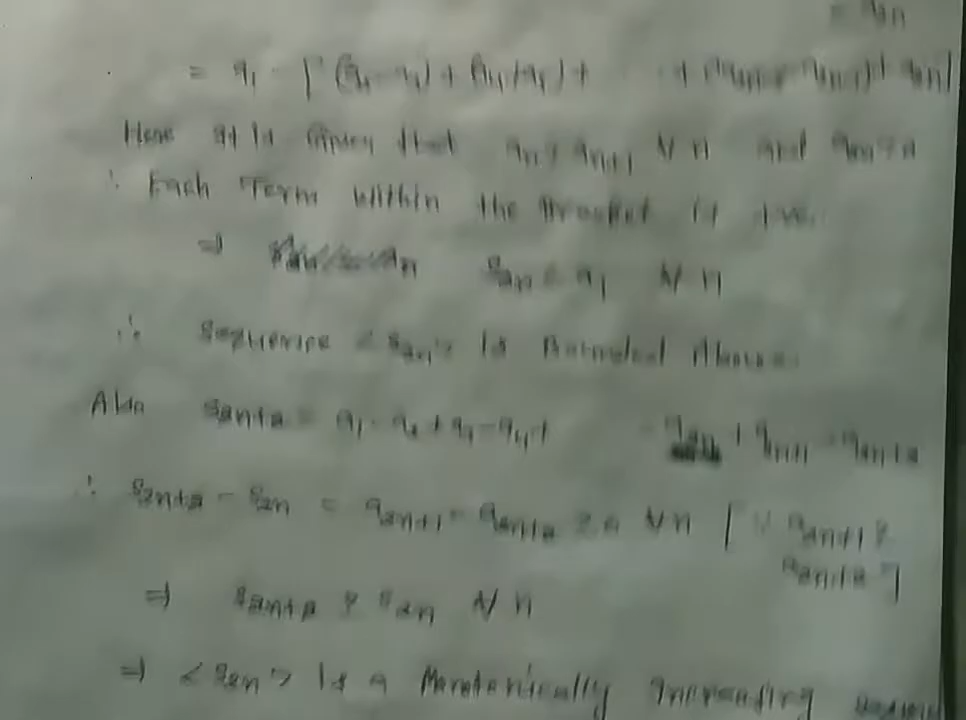 = a₁ - [(a₂ - a₃) + (a₄ - a₅) + + (a₂ₙ₋₂ - a₂ₙ₋₁) + a₂ₙ]
Here It Is Given that aₙ ≥ aₙ₊₁ ∀ n and
∴ Each Term Within the Bracket is +ve.
⇒ S₂ₙ ≤ a₁ ∀ n
∴ Sequence <S₂ₙ> Is Bounded Above.
Also S₂ₙ₊₂ = a₁ - a₂ + a₃ - a₄ + - a₂ₙ + a₂ₙ₊₁ - a₂ₙ₊₂
∴ S₂ₙ₊₂ - S₂ₙ = a₂ₙ₊₁ - a₂ₙ₊₂ ≥ 0 ∀ n [∵ a₂ₙ₊₁ ≥
a₂ₙ₊₂]
⇒ S₂ₙ₊₂ ≥ S₂ₙ ∀ n
⇒ <S₂ₙ> Is a Monotonically Increasing